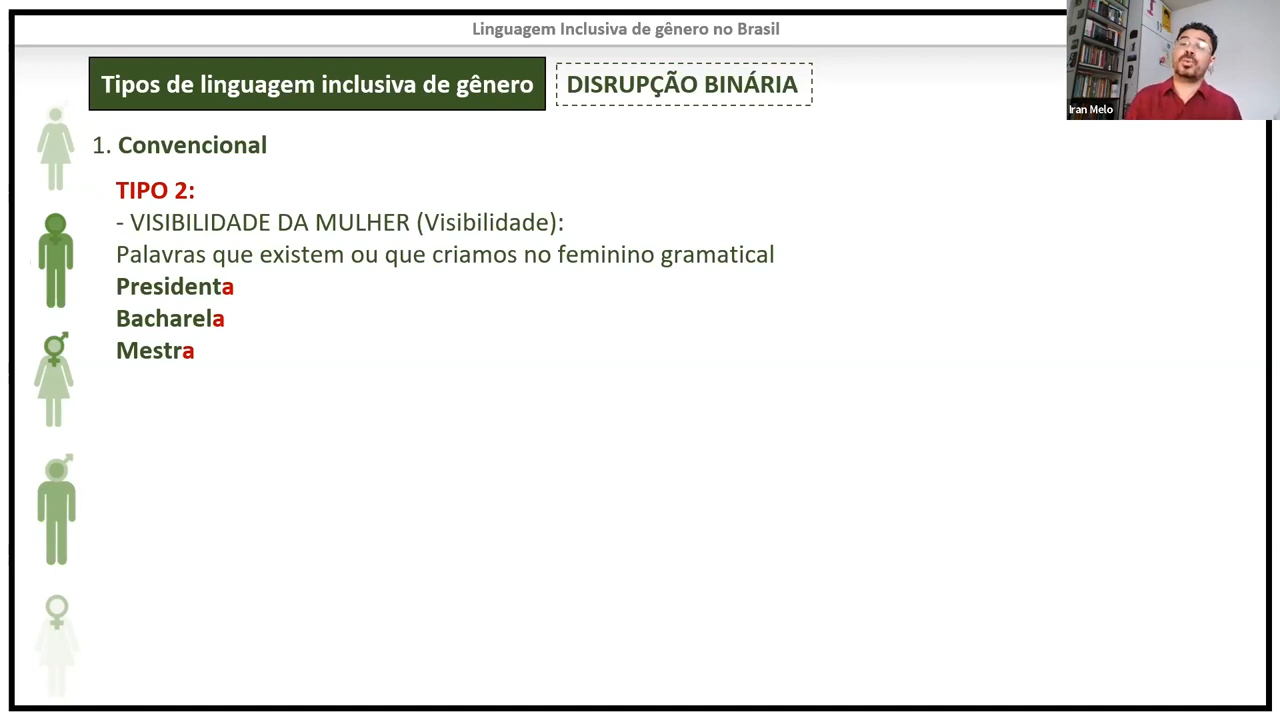 Linguagem Inclusiva de gênero no Brasil
Tipos de linguagem inclusiva de gênero
DISRUPÇÃO BINÁRIA
Iran Melo
1. Convencional
TIPO 2:
- VISIBILIDADE DA MULHER (Visibilidade):
Palavras que existem ou que criamos no feminino gramatical
Presidenta
Bacharela
Mestra